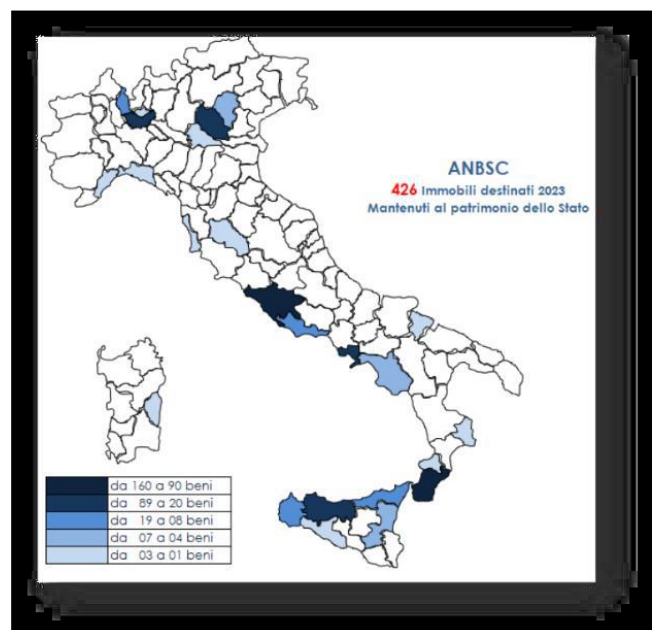 ANBSC
426 Immobili destinati 2023
Mantenuti al patrimonio dello Stato
da 160 a 90 beni
da 89 a 20 beni
da 19 a 08 beni
da 07 a 04 beni
da 03 a 01 beni